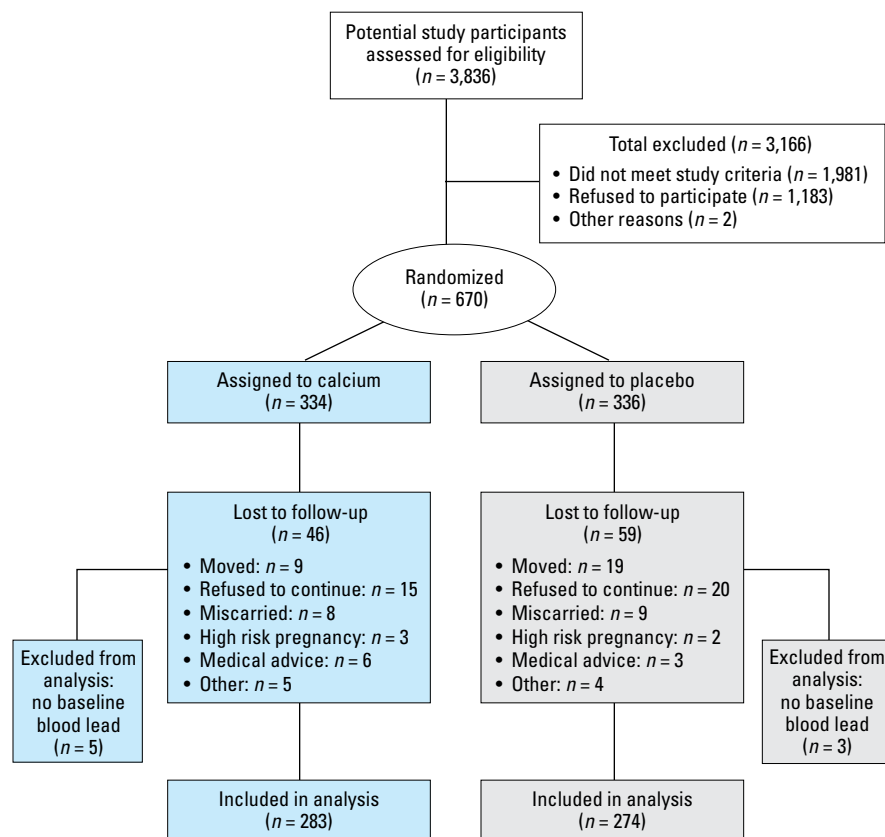 Potential study participants
assessed for eligibility
(n = 3,836)
Total excluded (n = 3,166)
• Did not meet study criteria (n = 1,981)
• Refused to participate (n = 1,183)
• Other reasons (n = 2)
Randomized
(n = 670)
Assigned to calcium
(n = 334)
Assigned to placebo
(n = 336)
Lost to follow-up
(n = 46)
• Moved: n = 9
• Refused to continue: n = 15
• Miscarried: n = 8
• High risk pregnancy: n = 3
• Medical advice: n = 6
• Other: n = 5
Lost to follow-up
(n = 59)
• Moved: n = 19
• Refused to continue: n = 20
• Miscarried: n = 9
• High risk pregnancy: n = 2
• Medical advice: n = 3
• Other: n = 4
Excluded from
analysis:
no baseline
blood lead
(n = 5)
Excluded from
analysis:
no baseline
blood lead
(n = 3)
Included in analysis
(n = 283)
Included in analysis
(n = 274)